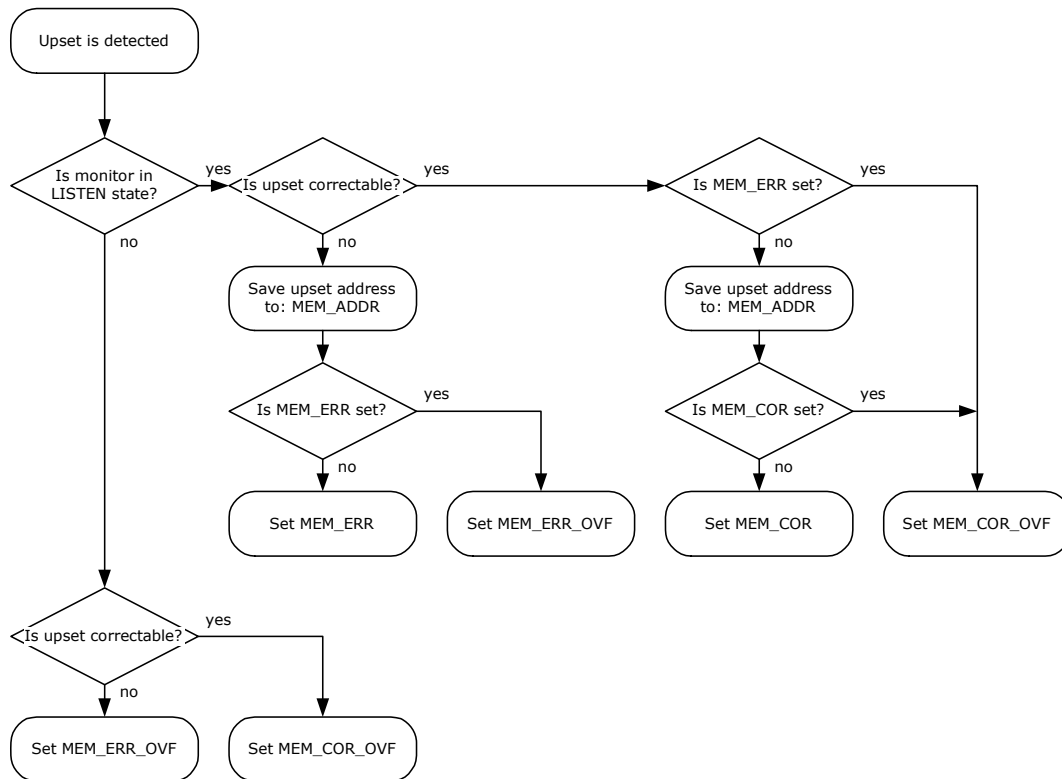 Upset is detected
Is monitor in
LISTEN state?
yes
no
Is upset correctable?
yes
no
Is MEM_ERR set?
yes
no
Save upset address
to: MEM_ADDR
Save upset address
to: MEM_ADDR
Is MEM_ERR set?
yes
no
Is MEM_COR set?
yes
no
Set MEM_ERR
Set MEM_ERR_OVF
Set MEM_COR
Set MEM_COR_OVF
Is upset correctable?
yes
no
Set MEM_ERR_OVF
Set MEM_COR_OVF